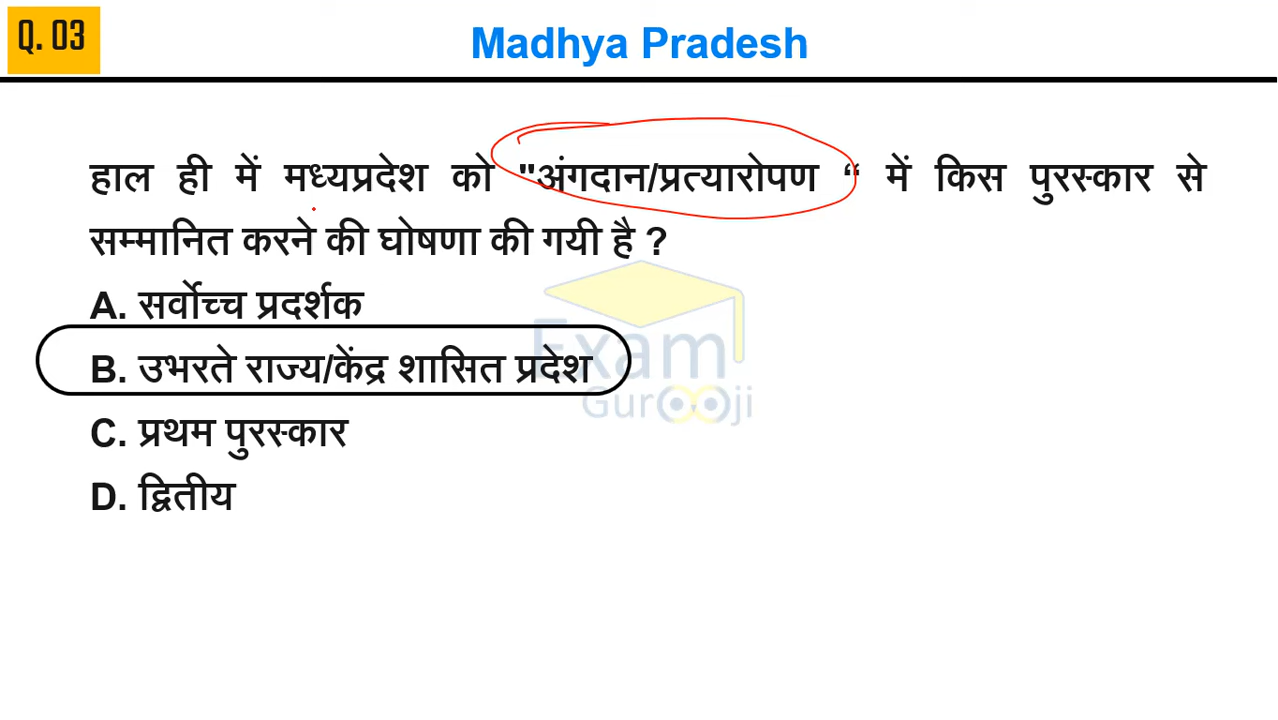 Q. 03
Madhya Pradesh
हाल ही में मध्यप्रदेश को "अंगदान/प्रत्यारोपण “ में किस पुरस्कार से
सम्मानित करने की घोषणा की गयी है ?
A. सर्वोच्च प्रदर्शक
B. उभरते राज्य/केंद्र शासित प्रदेश
C. प्रथम पुरस्कार
D. द्वितीय
Exam
Gurooji